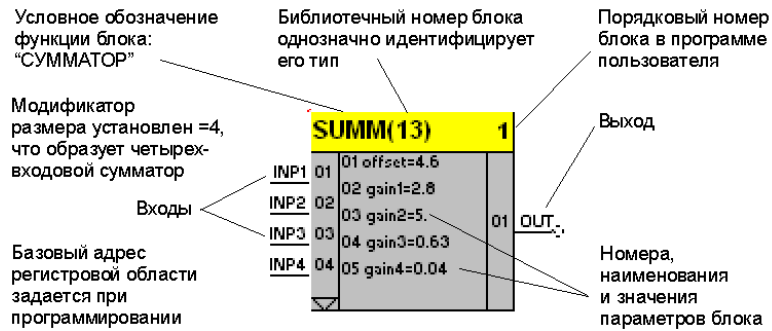 Условное обозначение
функции блока:
“СУММАТОР”
Библиотечный номер блока
однозначно идентифицирует
его тип
Порядковый номер
блока в программе
пользователя
Модификатор
размера установлен =4,
что образует четырех-
входовой сумматор
Входы
Базовый адрес
регистровой области
задается при
программировании
SUMM(13) 1
INP1 01
INP2 02
INP3 03
INP4 04
01 offset=4.6
02 gain1=2.8
03 gain2=5.
04 gain3=0.63
05 gain4=0.04
01 OUT
Выход
Номера,
наименования
и значения
параметров блока